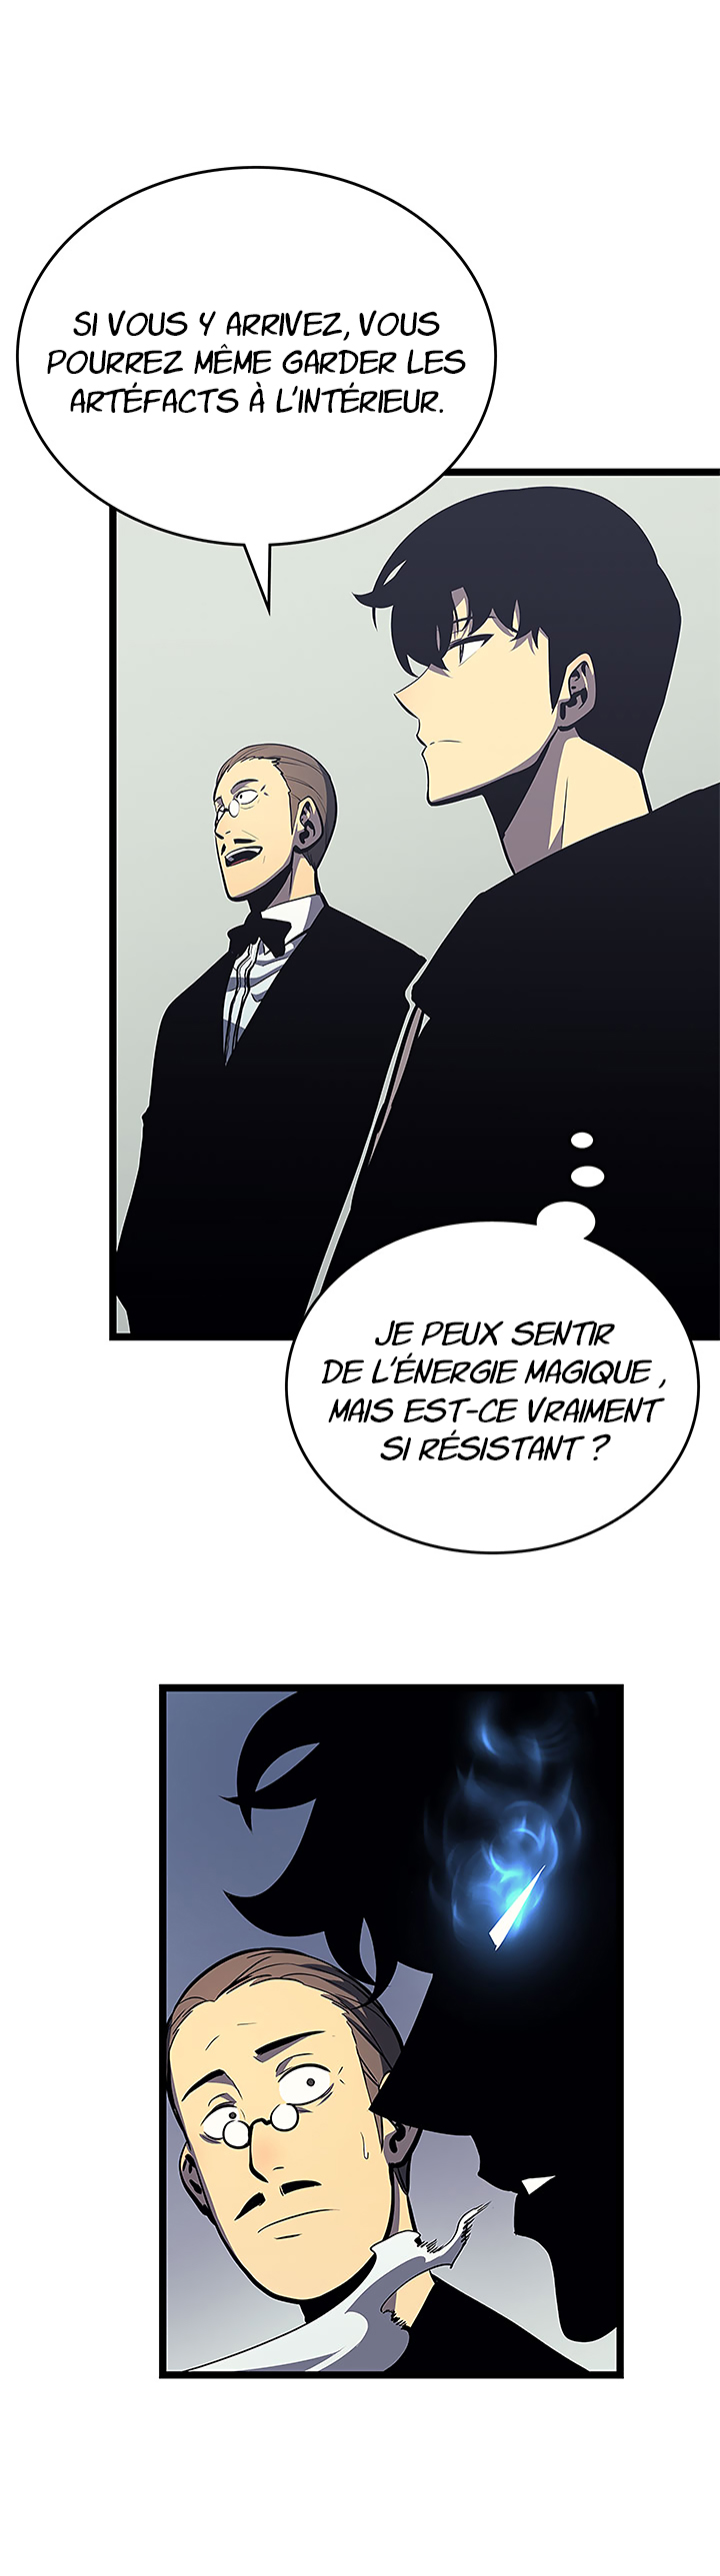 SI VOUS Y ARRIVEZ, VOUS
POURREZ MÊME GARDER LES
ARTÉFACTS À L'INTÉRIEUR.
JE PEUX SENTIR
DE L'ÉNERGIE MAGIQUE,
MAIS EST-CE VRAIMENT
SI RÉSISTANT ?